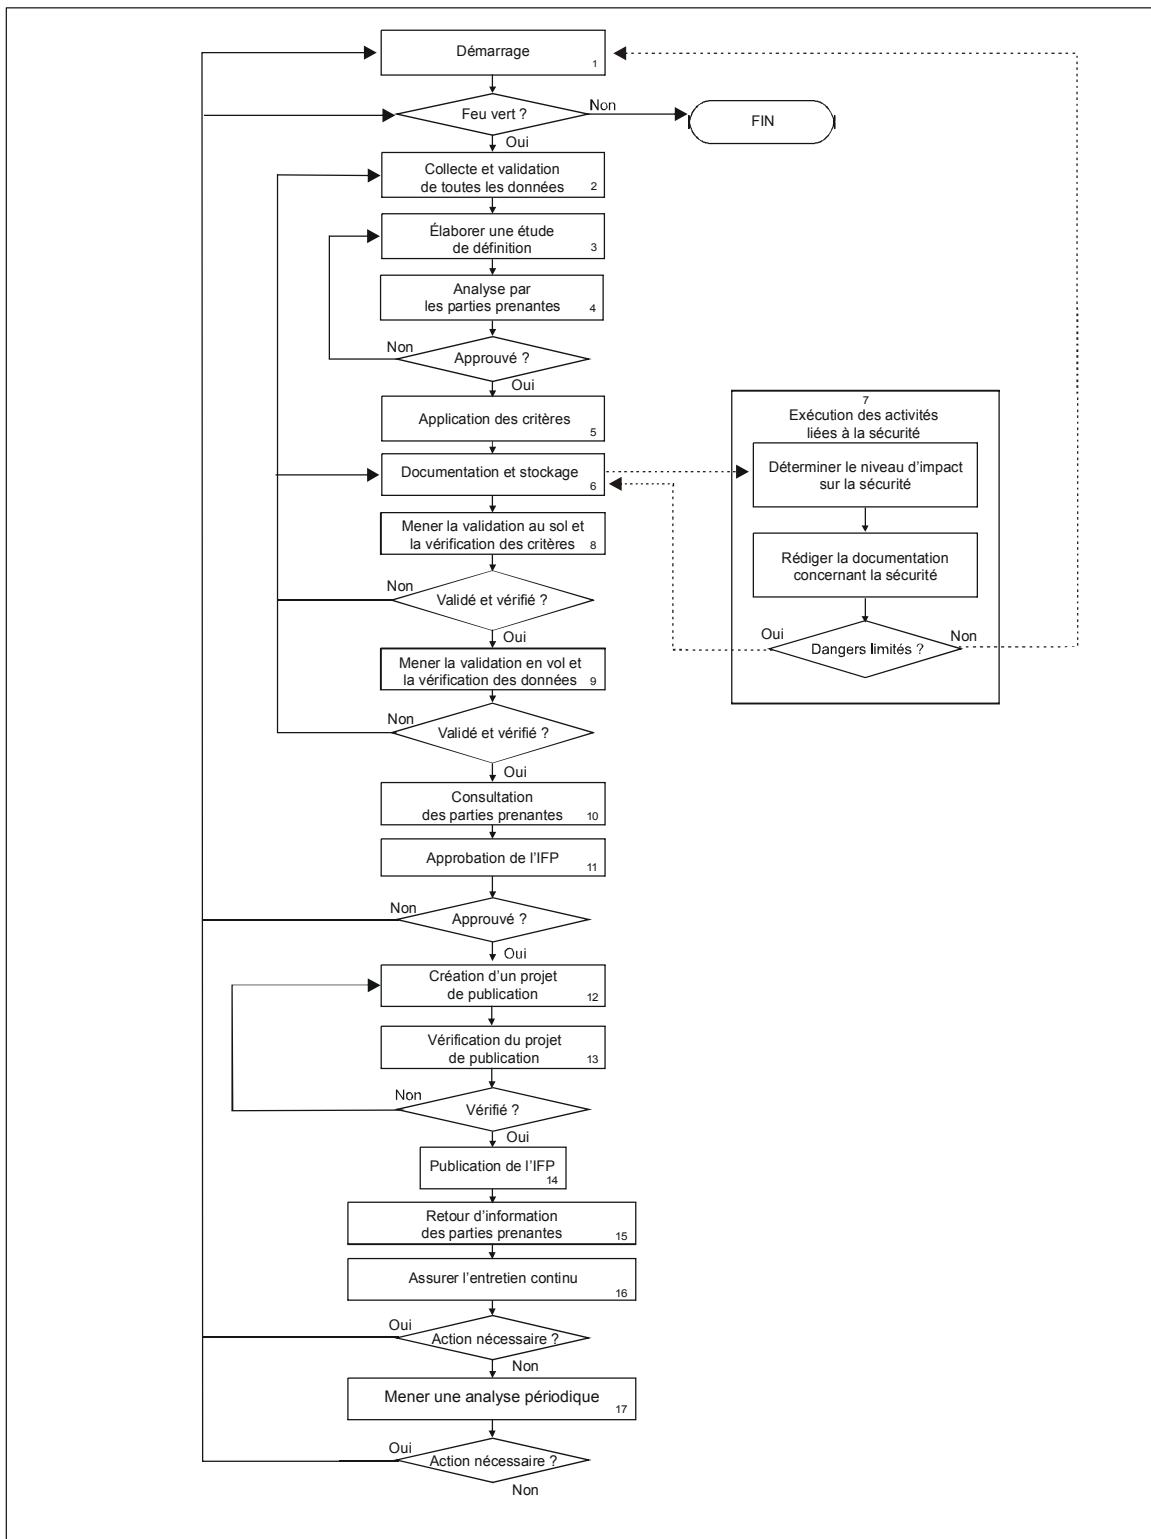 Démarrage
1
Feu vert ?
Non
FIN
Oui
Collecte et validation
de toutes les données
2
Élaborer une étude
de définition
3
Analyse par
les parties prenantes
4
Non
Approuvé ?
Oui
Application des critères
5
Documentation et stockage
6
7
Exécution des activités
liées à la sécurité
Déterminer le niveau d'impact
sur la sécurité
Rédiger la documentation
concernant la sécurité
Oui
Dangers limités ?
Non
Mener la validation au sol et
la vérification des critères
8
Non
Validé et vérifié ?
Oui
Mener la validation en vol et
la vérification des données
9
Non
Validé et vérifié ?
Oui
Consultation
des parties prenantes
10
Approbation de l'IFP
11
Non
Approuvé ?
Oui
Création d'un projet
de publication
12
Vérification du projet
de publication
13
Non
Vérifié ?
Oui
Publication de l'IFP
14
Retour d'information
des parties prenantes
15
Assurer l'entretien continu
16
Oui
Action nécessaire ?
Non
Mener une analyse périodique
17
Oui
Action nécessaire ?
Non